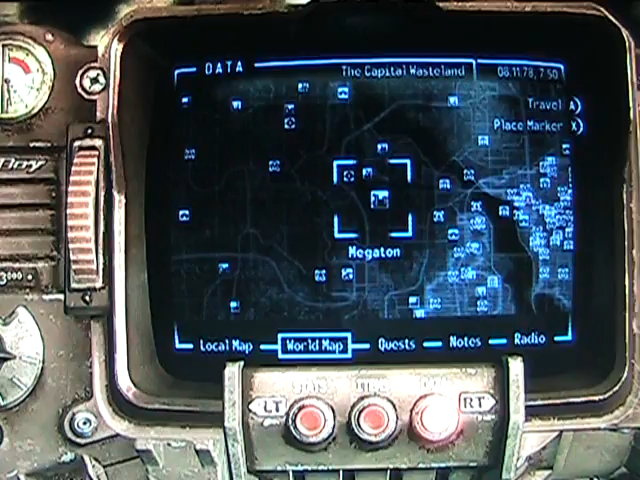 DATA
The Capital Wasteland
08.11.78, 7:50
Travel A)
Place Marker X)
Boy
Megaton
Local Map
World Map
Quests
Notes
Radio
LT
RT